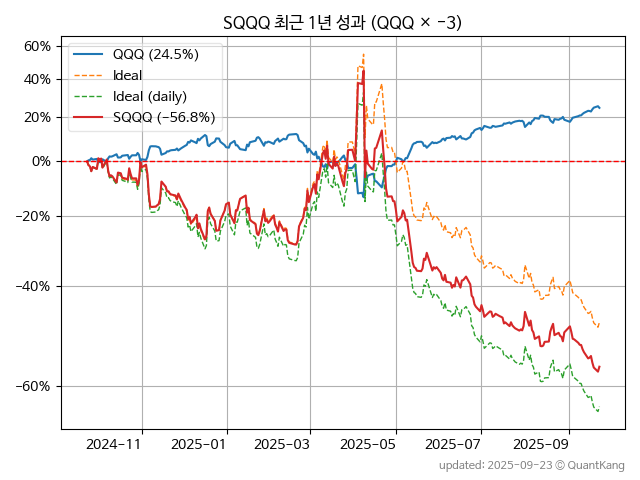 SQQQ 최근 1년 성과 (QQQ × −3)
QQQ (24.5%)
Ideal
Ideal (daily)
SQQQ (−56.8%)
60%
40%
20%
0%
−20%
−40%
−60%
2024-11 2025-01 2025-03 2025-05 2025-07 2025-09
updated: 2025-09-23 © QuantKang